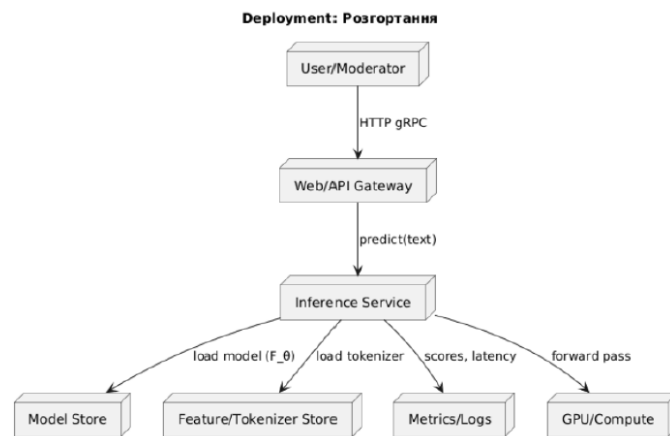 Deployment: Розгортання
User/Moderator
HTTP gRPC
Web/API Gateway
predict(text)
Inference Service
load model (F_θ)
load tokenizer
scores, latency
forward pass
Model Store
Feature/Tokenizer Store
Metrics/Logs
GPU/Compute